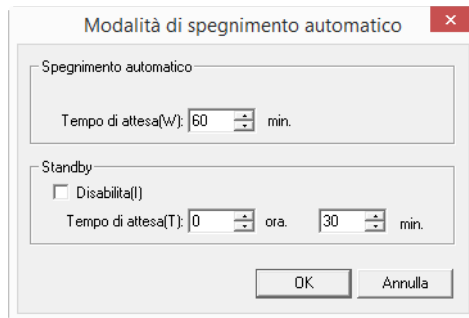 Modalità di spegnimento automatico
Spegnimento automatico
Tempo di attesa(W): 60 min.
Standby
Disabilita(I)
Tempo di attesa(T): 0 ora. 30 min.
OK Annulla